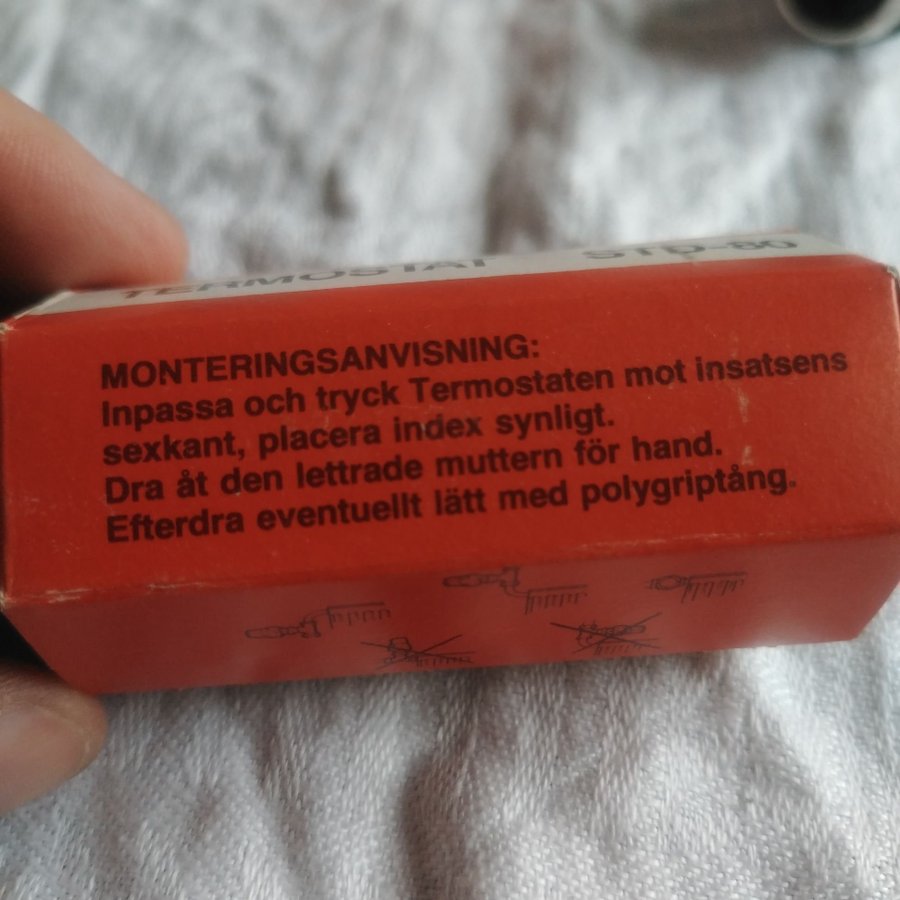 TERMOSTAT STD-80
MONTERINGSANVISNING:
Inpassa och tryck Termostaten mot insatsens
sexkant, placera index synligt.
Dra åt den lettrade muttern för hand.
Efterdra eventuellt lätt med polygriptång.